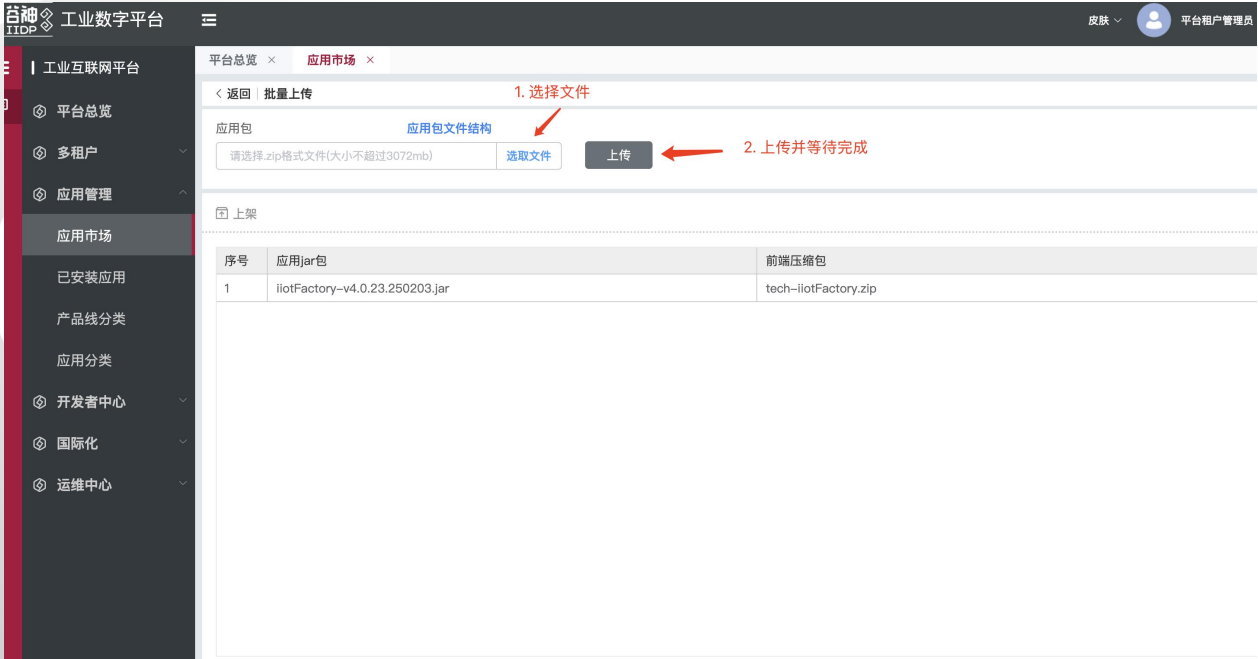 谷神 工业数字平台
IIDP
皮肤
平台租户管理员
工业互联网平台
平台总览
多租户
应用管理
应用市场
已安装应用
产品线分类
应用分类
开发者中心
国际化
运维中心
平台总览 × 应用市场 ×
< 返回 批量上传
1. 选择文件
应用包 应用包文件结构
请选择.zip格式文件(大小不超过3072mb) 选取文件 上传
2. 上传并等待完成
上架
序号 应用jar包 前端压缩包
1 iiotFactory-v4.0.23.250203.jar tech-iiotFactory.zip